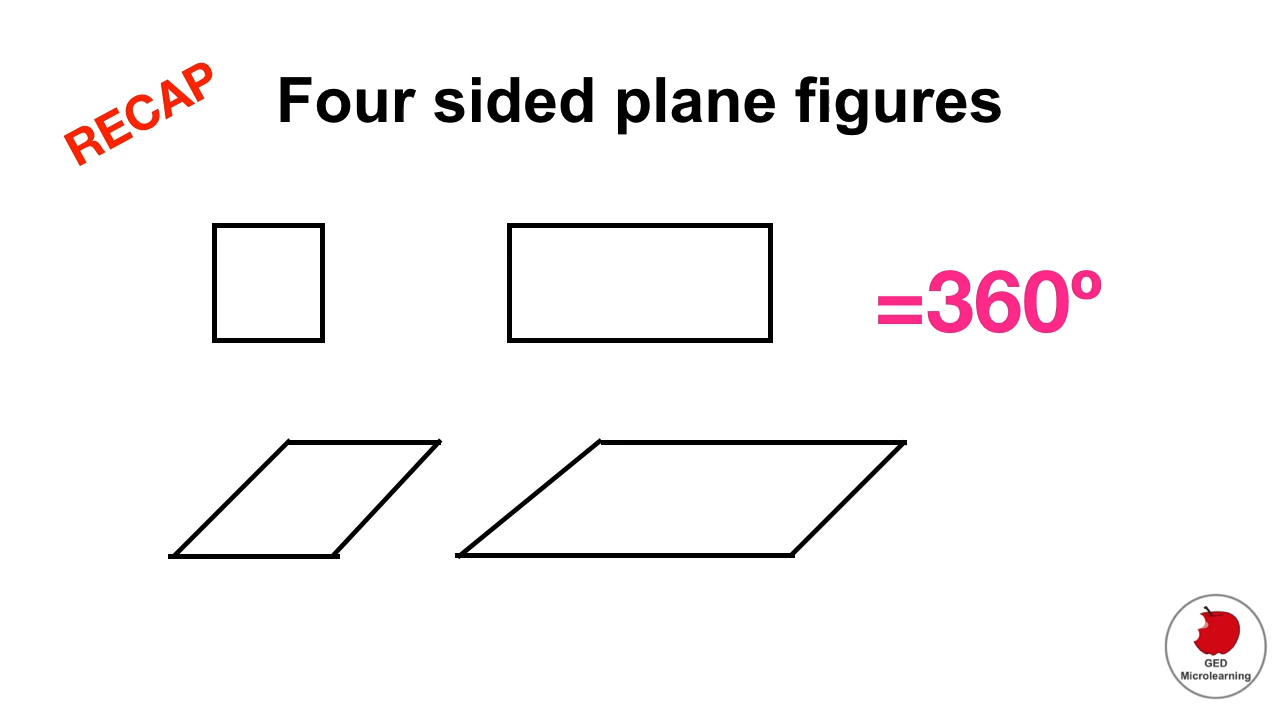 RECAP
Four sided plane figures
=360º
GED
Microlearning